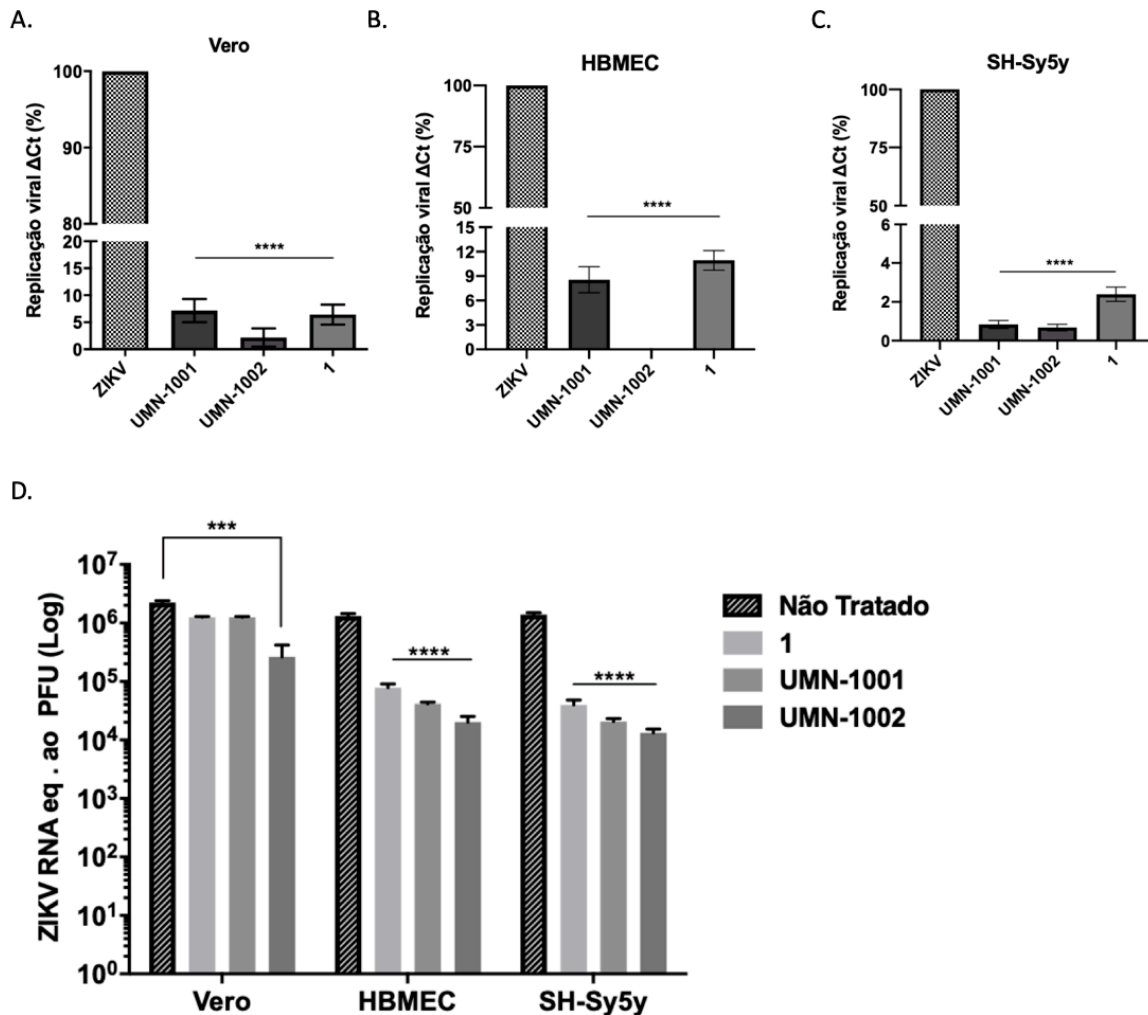 A.
Vero
Replicação viral ΔCt (%)
100
90
80
20
15
10
5
0
****
ZIKV
UMN-1001
UMN-1002
1
B.
HBMEC
Replicação viral ΔCt (%)
100
75
50
15
12
9
6
3
0
****
ZIKV
UMN-1001
UMN-1002
1
C.
SH-Sy5y
Replicação viral ΔCt (%)
100
75
50
6
4
2
0
****
ZIKV
UMN-1001
UMN-1002
1
D.
ZIKV RNA eq . ao PFU (Log)
10⁷
10⁶
10⁵
10⁴
10³
10²
10¹
10⁰
***
****
****
Vero
HBMEC
SH-Sy5y
Não Tratado
1
UMN-1001
UMN-1002